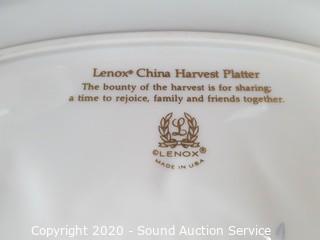 Lenox® China Harvest Platter
The bounty of the harvest is for sharing;
a time to rejoice, family and friends together.
L
©LENOX®
MADE IN USA
Copyright 2020 - Sound Auction Service